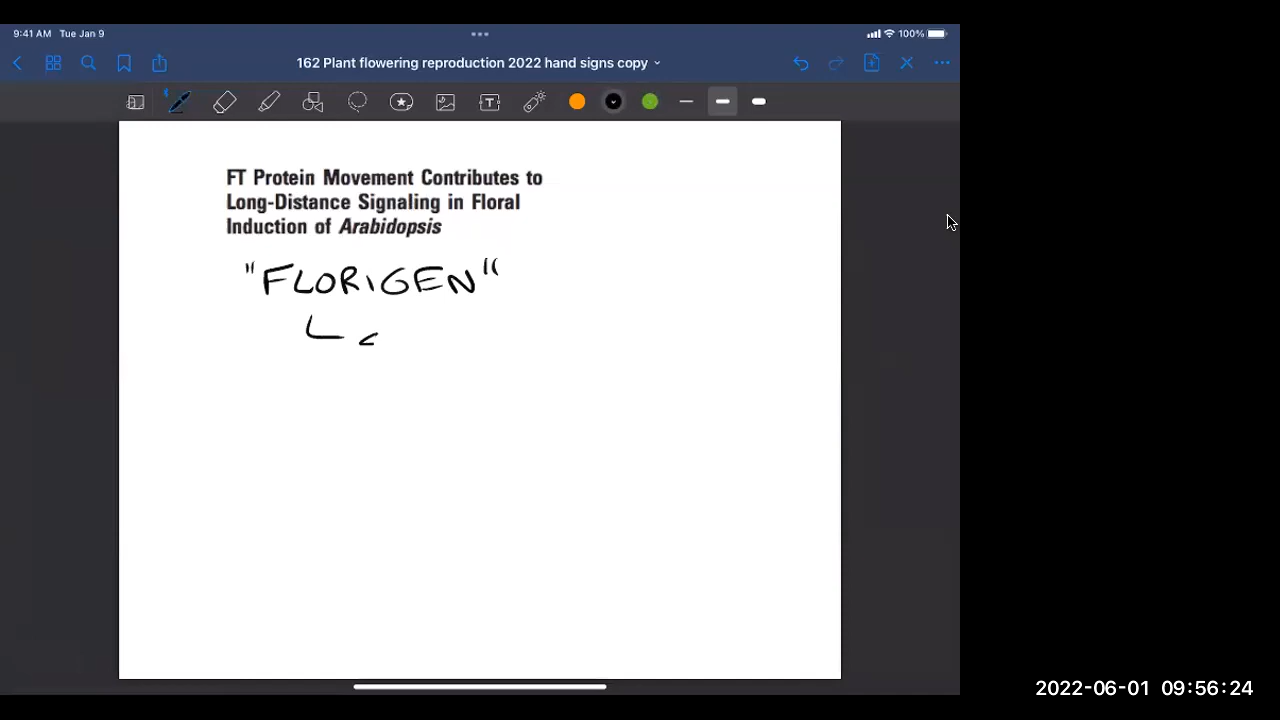 9:41 AM Tue Jan 9
100%
162 Plant flowering reproduction 2022 hand signs copy
FT Protein Movement Contributes to
Long-Distance Signaling in Floral
Induction of Arabidopsis
"FLORIGEN"
2022-06-01 09:56:24